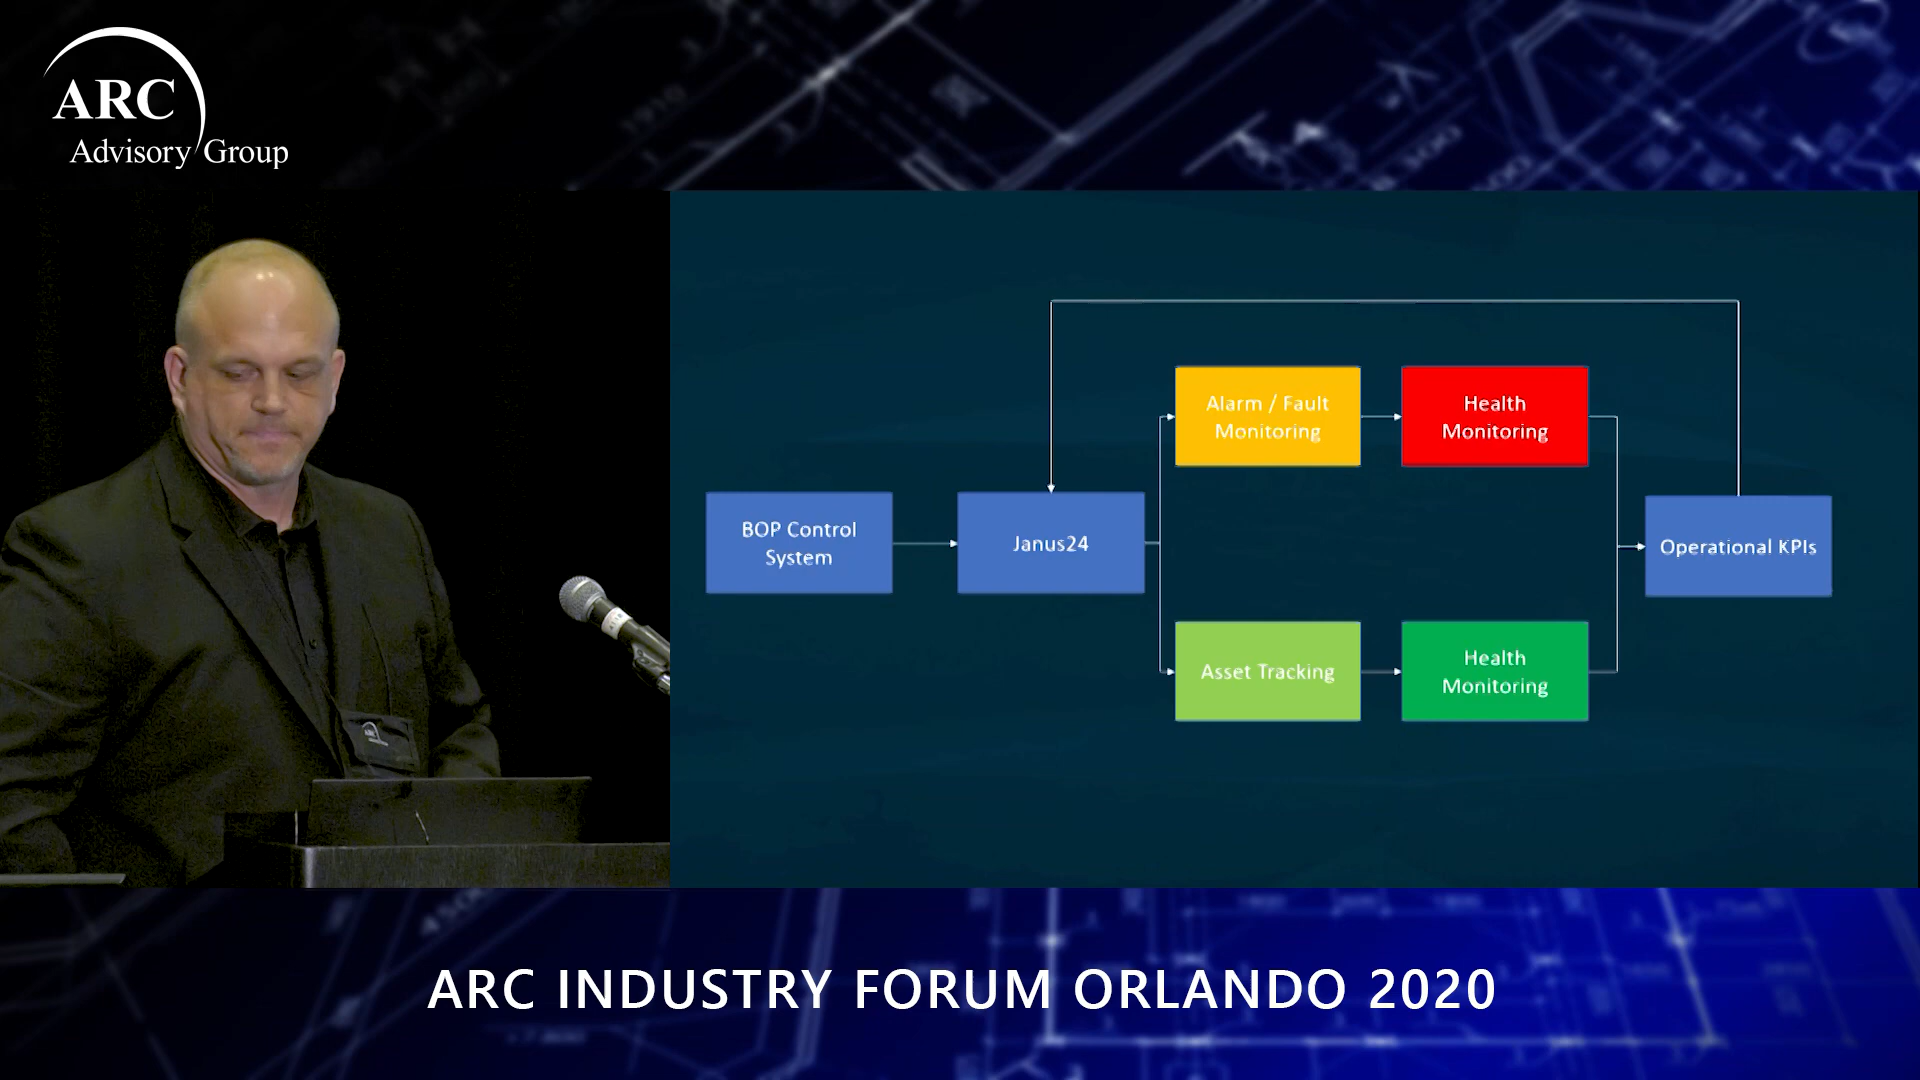 ARC
Advisory Group
Alarm / Fault
Monitoring
Health
Monitoring
BOP Control
System
Janus24
Operational KPIs
Asset Tracking
Health
Monitoring
ARC
ARC INDUSTRY FORUM ORLANDO 2020